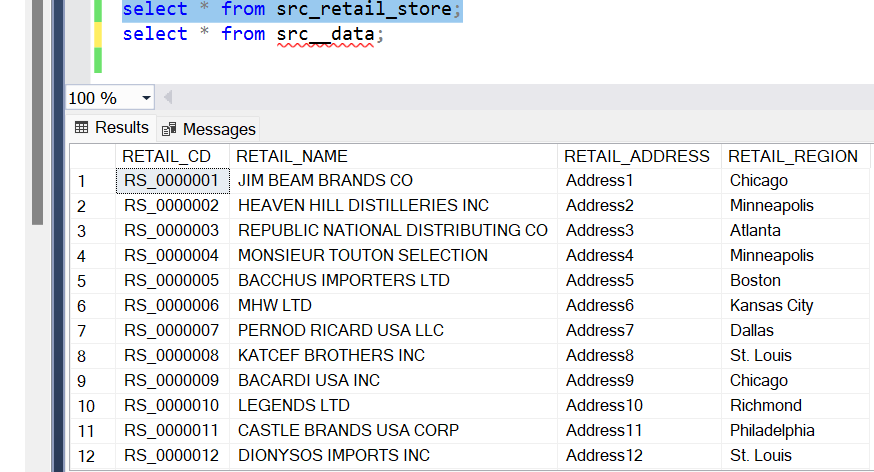 select * from src_retail_store;
select * from src__data;
100 %
Results Messages
RETAIL_CD RETAIL_NAME RETAIL_ADDRESS RETAIL_REGION
1 RS_0000001 JIM BEAM BRANDS CO Address1 Chicago
2 RS_0000002 HEAVEN HILL DISTILLERIES INC Address2 Minneapolis
3 RS_0000003 REPUBLIC NATIONAL DISTRIBUTING CO Address3 Atlanta
4 RS_0000004 MONSIEUR TOUTON SELECTION Address4 Minneapolis
5 RS_0000005 BACCHUS IMPORTERS LTD Address5 Boston
6 RS_0000006 MHW LTD Address6 Kansas City
7 RS_0000007 PERNOD RICARD USA LLC Address7 Dallas
8 RS_0000008 KATCEF BROTHERS INC Address8 St. Louis
9 RS_0000009 BACARDI USA INC Address9 Chicago
10 RS_0000010 LEGENDS LTD Address10 Richmond
11 RS_0000011 CASTLE BRANDS USA CORP Address11 Philadelphia
12 RS_0000012 DIONYSOS IMPORTS INC Address12 St. Louis